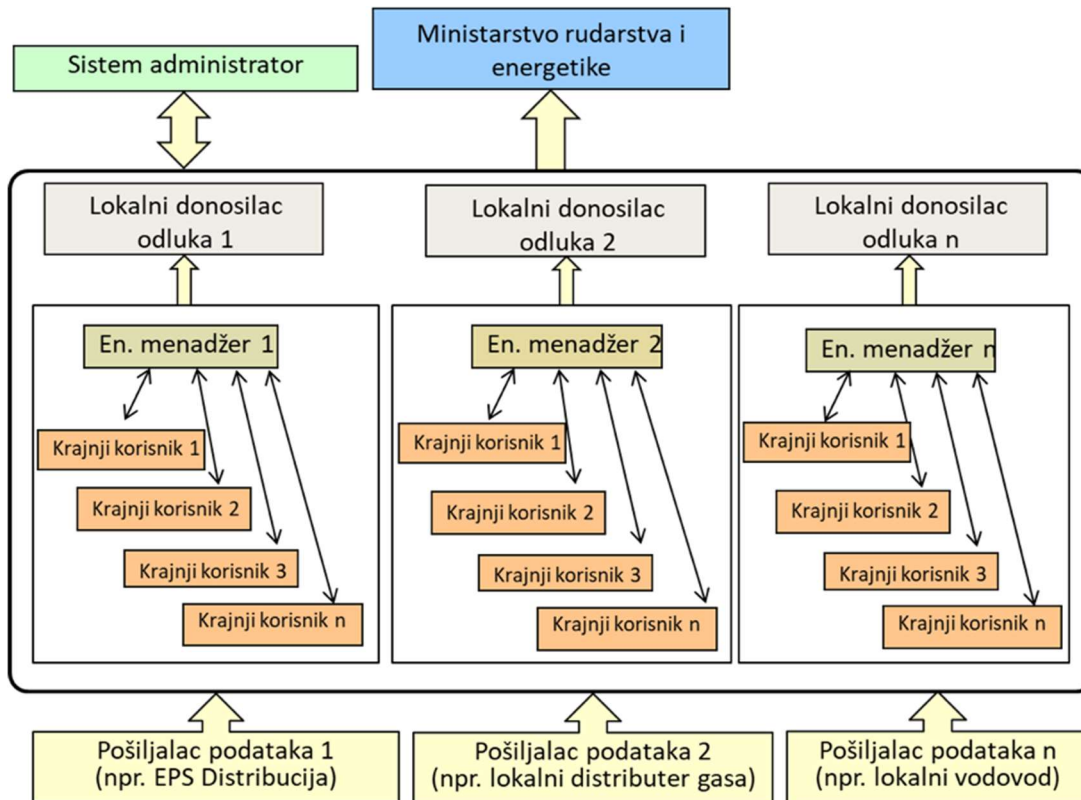 Sistem administrator
Ministarstvo rudarstva i
energetike
Lokalni donosilac
odluka 1
Lokalni donosilac
odluka 2
Lokalni donosilac
odluka n
En. menadžer 1
En. menadžer 2
En. menadžer n
Krajnji korisnik 1
Krajnji korisnik 2
Krajnji korisnik 3
Krajnji korisnik n
Krajnji korisnik 1
Krajnji korisnik 2
Krajnji korisnik 3
Krajnji korisnik n
Krajnji korisnik 1
Krajnji korisnik 2
Krajnji korisnik 3
Krajnji korisnik n
Pošiljalac podataka 1
(npr. EPS Distribucija)
Pošiljalac podataka 2
(npr. lokalni distributer gasa)
Pošiljalac podataka n
(npr. lokalni vodovod)